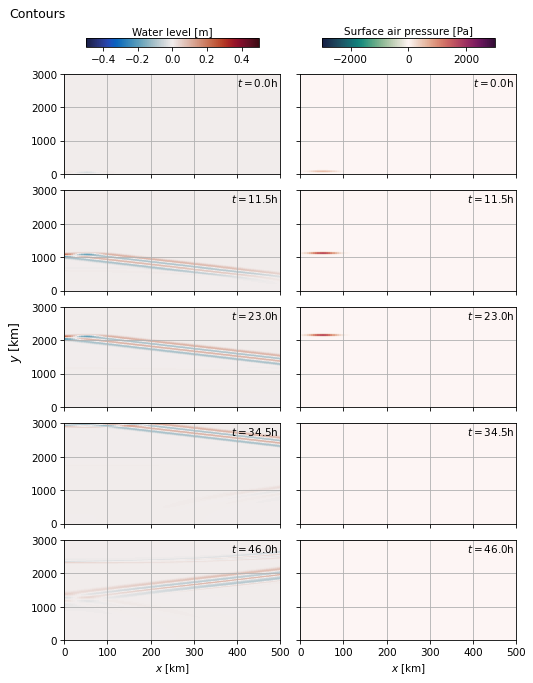 Contours
Water level [m]
Surface air pressure [Pa]
−0.4 −0.2 0.0 0.2 0.4
−2000 0 2000
3000
2000
1000
0
t = 0.0h
t = 0.0h
3000
2000
1000
0
t = 11.5h
t = 11.5h
3000
2000
1000
0
t = 23.0h
t = 23.0h
y [km]
3000
2000
1000
0
t = 34.5h
t = 34.5h
3000
2000
1000
0
t = 46.0h
t = 46.0h
0 100 200 300 400 500
0 100 200 300 400 500
x [km]
x [km]